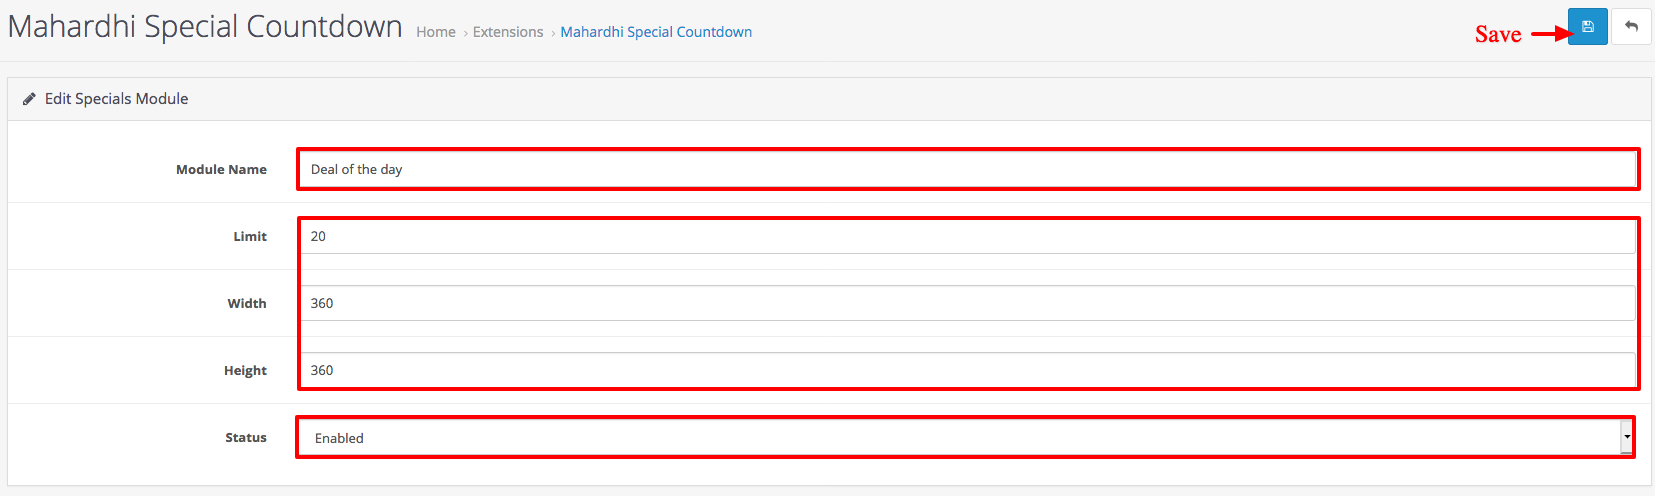 Mahardhi Special Countdown Home › Extensions › Mahardhi Special Countdown Save
Edit Specials Module
Module Name Deal of the day
Limit 20
Width 360
Height 360
Status Enabled